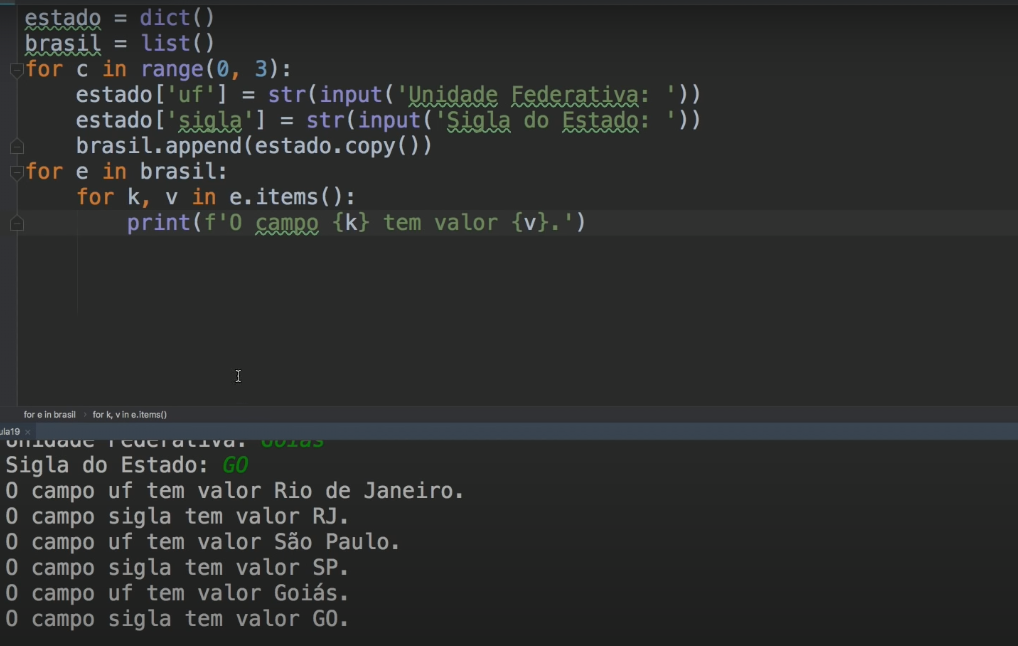 estado = dict()
brasil = list()
for c in range(0, 3):
    estado['uf'] = str(input('Unidade Federativa: '))
    estado['sigla'] = str(input('Sigla do Estado: '))
    brasil.append(estado.copy())
for e in brasil:
    for k, v in e.items():
        print(f'O campo {k} tem valor {v}.')
for e in brasil › for k, v in e.items()
ula19 ×
Unidade Federativa: Goiás
Sigla do Estado: GO
O campo uf tem valor Rio de Janeiro.
O campo sigla tem valor RJ.
O campo uf tem valor São Paulo.
O campo sigla tem valor SP.
O campo uf tem valor Goiás.
O campo sigla tem valor GO.